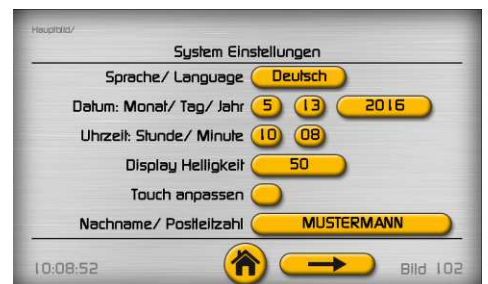 Hauptbild/
System Einstellungen
Sprache/ Language Deutsch
Datum: Monat/ Tag/ Jahr 5 13 2016
Uhrzeit: Stunde/ Minute 10 08
Display Helligkeit 50
Touch anpassen
Nachname/ Postleitzahl MUSTERMANN
10:08:52 Bild 102